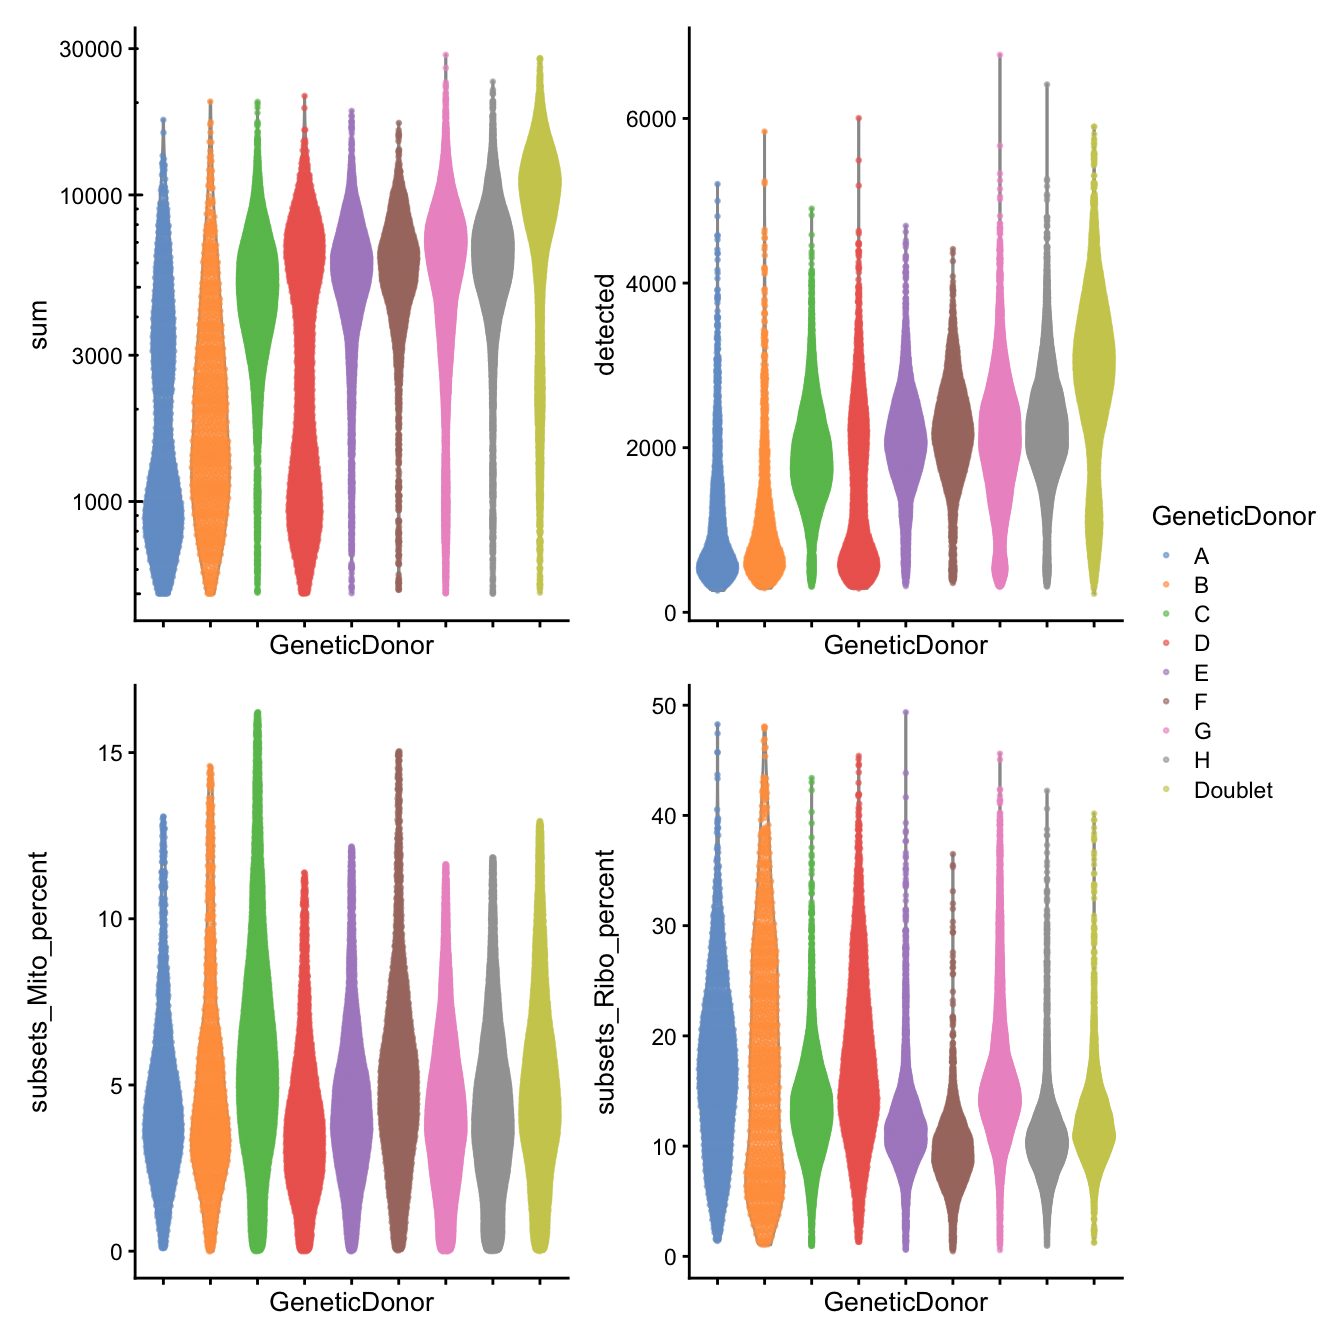 sum
30000
10000
3000
1000
GeneticDonor
detected
6000
4000
2000
0
GeneticDonor
subsets_Mito_percent
15
10
5
0
GeneticDonor
subsets_Ribo_percent
50
40
30
20
10
0
GeneticDonor
GeneticDonor
A
B
C
D
E
F
G
H
Doublet